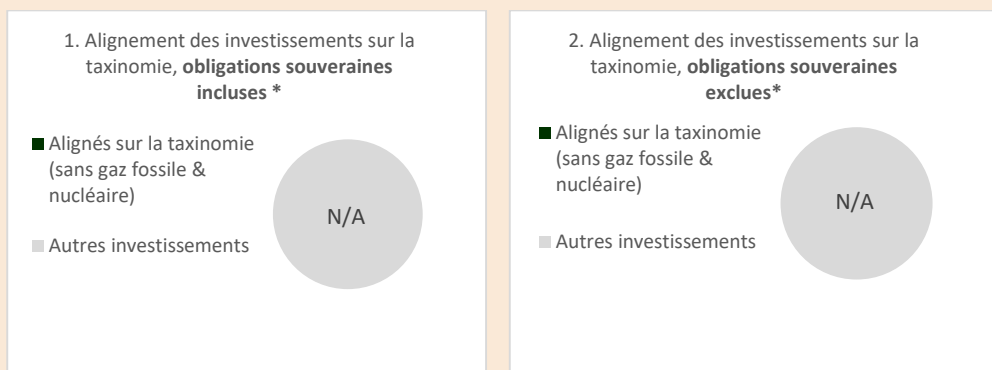 1. Alignement des investissements sur la
taxinomie, obligations souveraines
incluses *
Alignés sur la taxinomie
(sans gaz fossile &
nucléaire)
Autres investissements
N/A
2. Alignement des investissements sur la
taxinomie, obligations souveraines
exclues*
Alignés sur la taxinomie
(sans gaz fossile &
nucléaire)
Autres investissements
N/A